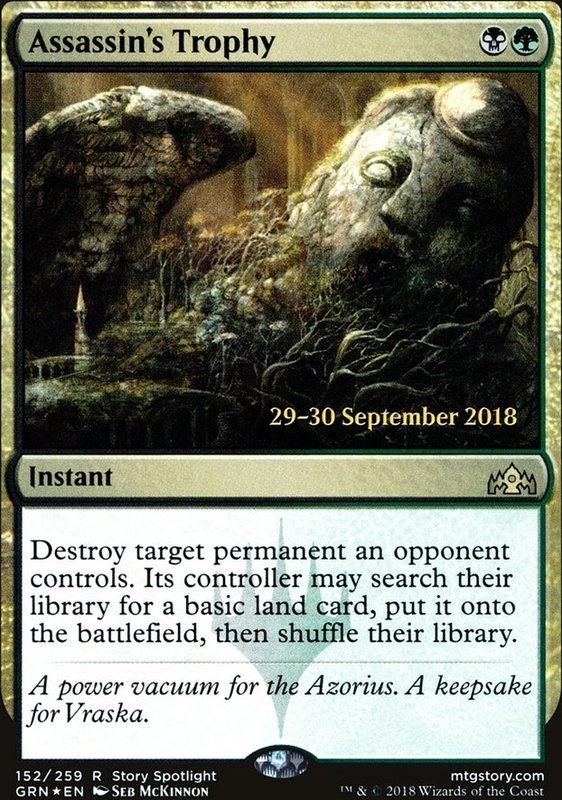 Assassin's Trophy
29–30 September 2018
Instant
Destroy target permanent an opponent
controls. Its controller may search their
library for a basic land card, put it onto
the battlefield, then shuffle their library.
A power vacuum for the Azorius. A keepsake
for Vraska.
152/259 R Story Spotlight
mtgstory.com
GRN★EN Seb McKinnon
™ & © 2018 Wizards of the Coast